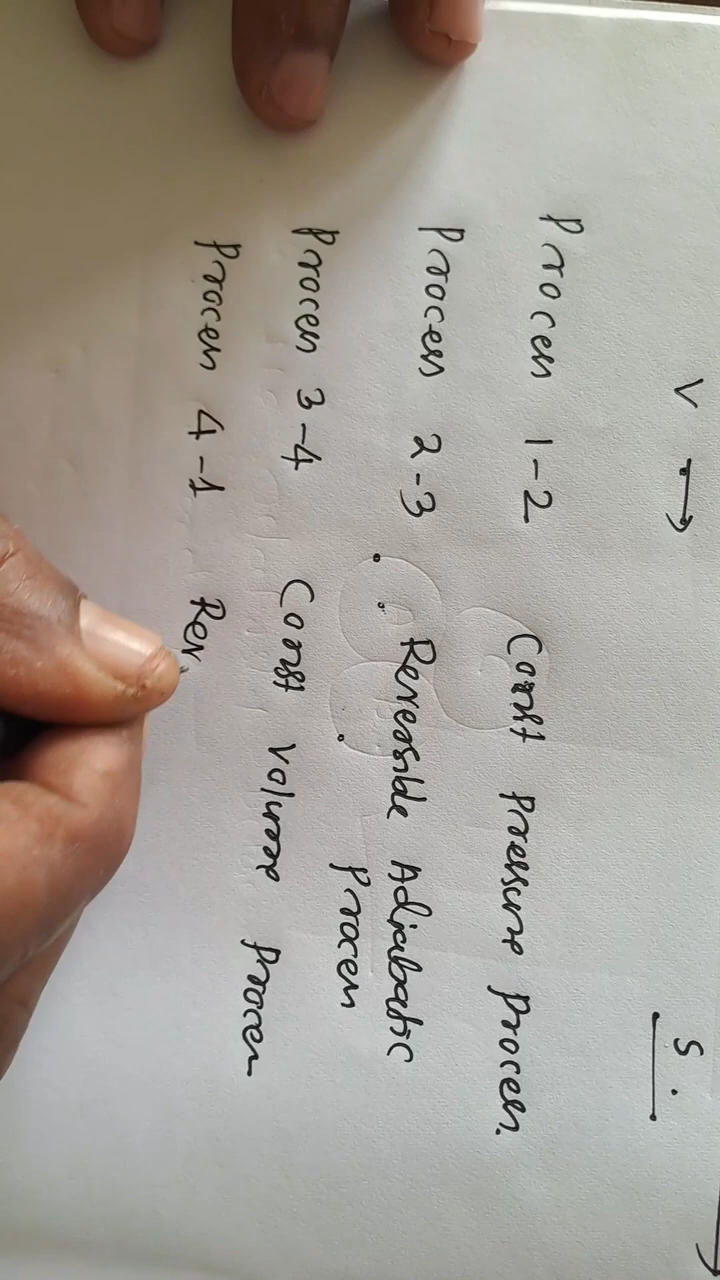 V →
S
Process 1-2 Const pressure process.
Process 2-3 Reversible Adiabatic
Process
Process 3-4 Const Volume Process
Process 4-1 Rev